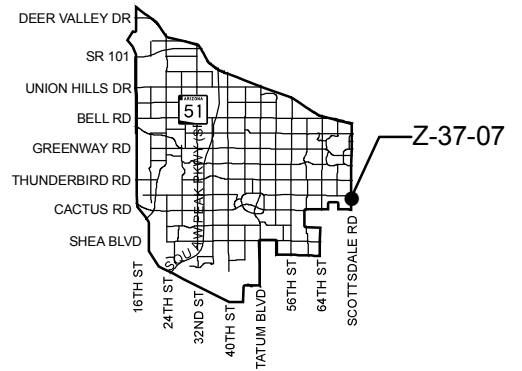 DEER VALLEY DR
SR 101
UNION HILLS DR
BELL RD
GREENWAY RD
THUNDERBIRD RD
CACTUS RD
SHEA BLVD
ARIZONA
51
Z-37-07
16TH ST
24TH ST
32ND ST
40TH ST
TATUM BLVD
56TH ST
64TH ST
SCOTTSDALE RD